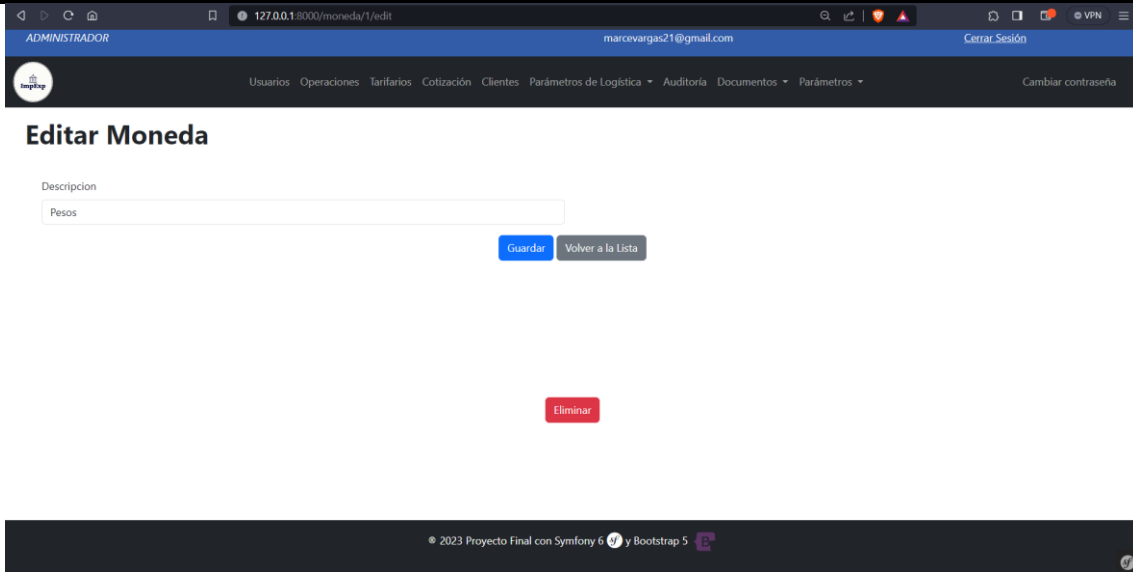 127.0.0.1:8000/moneda/1/edit VPN
ADMINISTRADOR marcevargas21@gmail.com Cerrar Sesión
ImpExp Usuarios Operaciones Tarifarios Cotización Clientes Parámetros de Logística Auditoría Documentos Parámetros Cambiar contraseña
Editar Moneda
Descripcion
Pesos
Guardar Volver a la Lista
Eliminar
© 2023 Proyecto Final con Symfony 6 sf y Bootstrap 5 B
sf